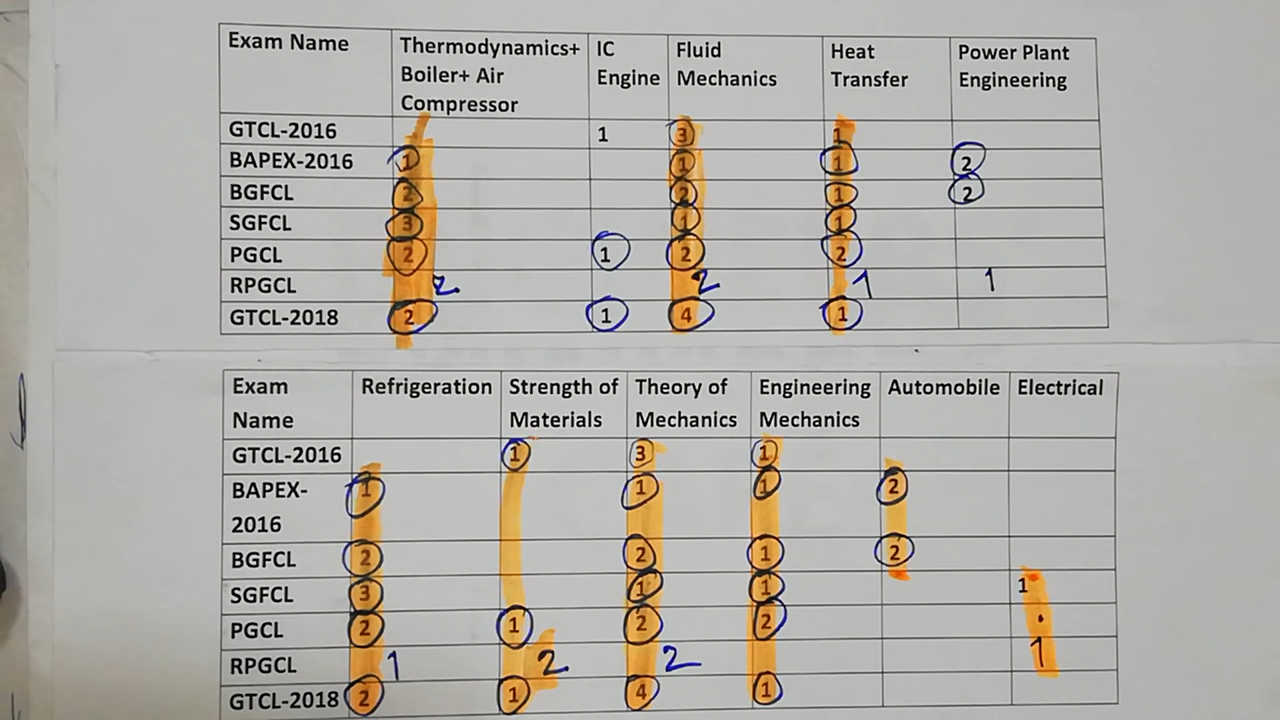 Exam Name Thermodynamics+ IC Fluid Heat Power Plant
Boiler+ Air Engine Mechanics Transfer Engineering
Compressor
GTCL-2016 1 3 1
BAPEX-2016 1 1 1 2
BGFCL 2 2 1 2
SGFCL 3 1 1
PGCL 2 1 2 2
RPGCL 2 2 1 1
GTCL-2018 2 1 4 1
Exam Refrigeration Strength of Theory of Engineering Automobile Electrical
Name Materials Mechanics Mechanics
GTCL-2016 1 3 1
BAPEX- 1 1 1 2
2016
BGFCL 2 2 1 2
SGFCL 3 1 1 1
PGCL 2 1 2 2
RPGCL 1 2 2 1
GTCL-2018 2 1 4 1